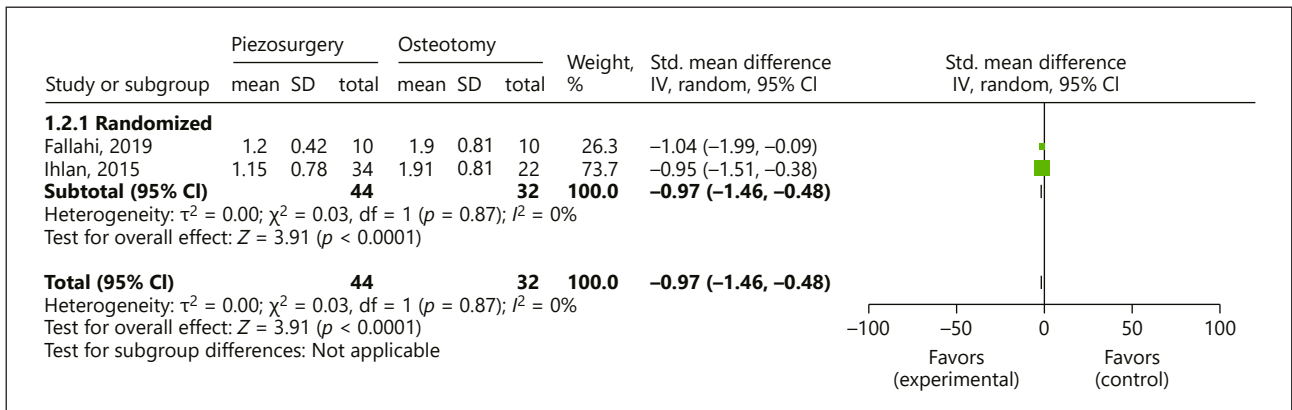 Piezosurgery Osteotomy
Weight, Std. mean difference Std. mean difference
Study or subgroup mean SD total mean SD total % IV, random, 95% Cl IV, random, 95% Cl
1.2.1 Randomized
Fallahi, 2019 1.2 0.42 10 1.9 0.81 10 26.3 –1.04 (–1.99, –0.09)
Ihlan, 2015 1.15 0.78 34 1.91 0.81 22 73.7 –0.95 (–1.51, –0.38)
Subtotal (95% Cl) 44 32 100.0 –0.97 (–1.46, –0.48)
Heterogeneity: τ² = 0.00; χ² = 0.03, df = 1 (p = 0.87); I² = 0%
Test for overall effect: Z = 3.91 (p < 0.0001)
Total (95% Cl) 44 32 100.0 –0.97 (–1.46, –0.48)
Heterogeneity: τ² = 0.00; χ² = 0.03, df = 1 (p = 0.87); I² = 0%
Test for overall effect: Z = 3.91 (p < 0.0001)
Test for subgroup differences: Not applicable
–100 –50 0 50 100
Favors Favors
(experimental) (control)